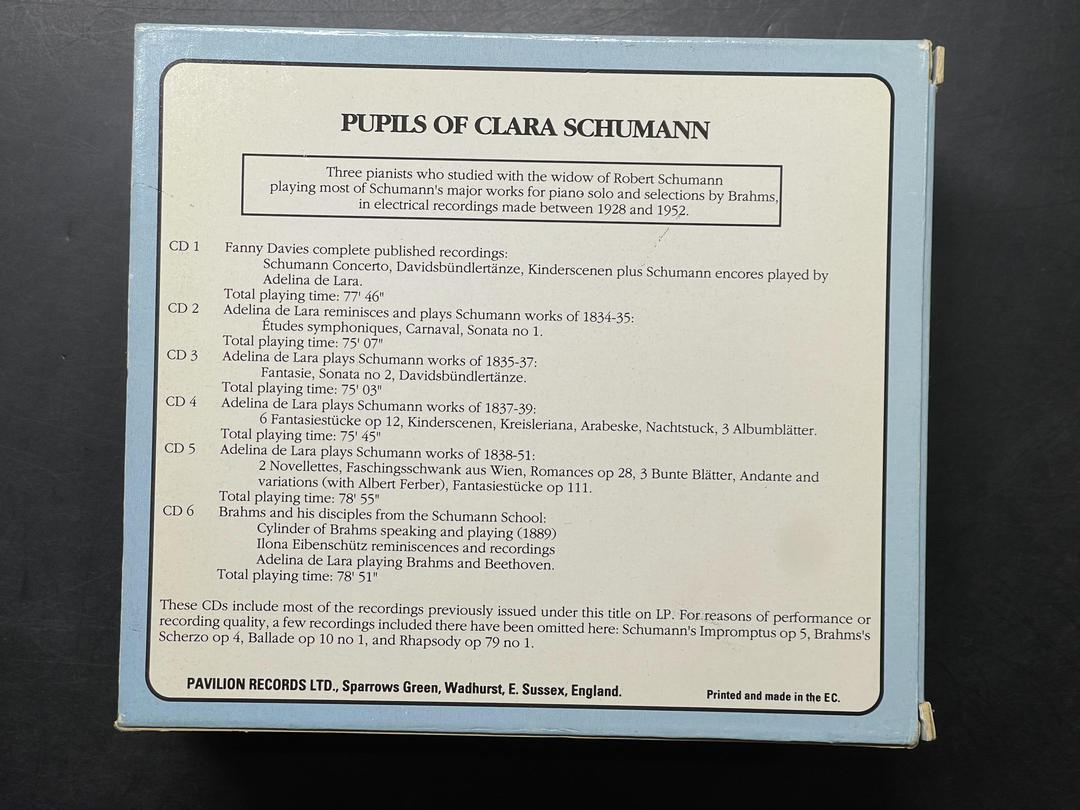 PUPILS OF CLARA SCHUMANN
Three pianists who studied with the widow of Robert Schumann
playing most of Schumann's major works for piano solo and selections by Brahms,
in electrical recordings made between 1928 and 1952.
CD 1 Fanny Davies complete published recordings:
Schumann Concerto, Davidsbündlertänze, Kinderscenen plus Schumann encores played by
Adelina de Lara.
Total playing time: 77' 46"
CD 2 Adelina de Lara reminisces and plays Schumann works of 1834-35:
Études symphoniques, Carnaval, Sonata no 1.
Total playing time: 75' 07"
CD 3 Adelina de Lara plays Schumann works of 1835-37:
Fantasie, Sonata no 2, Davidsbündlertänze.
Total playing time: 75' 03"
CD 4 Adelina de Lara plays Schumann works of 1837-39:
6 Fantasiestücke op 12, Kinderscenen, Kreisleriana, Arabeske, Nachtstuck, 3 Albumblätter.
Total playing time: 75' 45"
CD 5 Adelina de Lara plays Schumann works of 1838-51:
2 Novellettes, Faschingsschwank aus Wien, Romances op 28, 3 Bunte Blätter, Andante and
variations (with Albert Ferber), Fantasiestücke op 111.
Total playing time: 78' 55"
CD 6 Brahms and his disciples from the Schumann School:
Cylinder of Brahms speaking and playing (1889)
Ilona Eibenschütz reminiscences and recordings
Adelina de Lara playing Brahms and Beethoven.
Total playing time: 78' 51"
These CDs include most of the recordings previously issued under this title on LP. For reasons of performance or
recording quality, a few recordings included there have been omitted here: Schumann's Impromptus op 5, Brahms's
Scherzo op 4, Ballade op 10 no 1, and Rhapsody op 79 no 1.
PAVILION RECORDS LTD., Sparrows Green, Wadhurst, E. Sussex, England.
Printed and made in the EC.